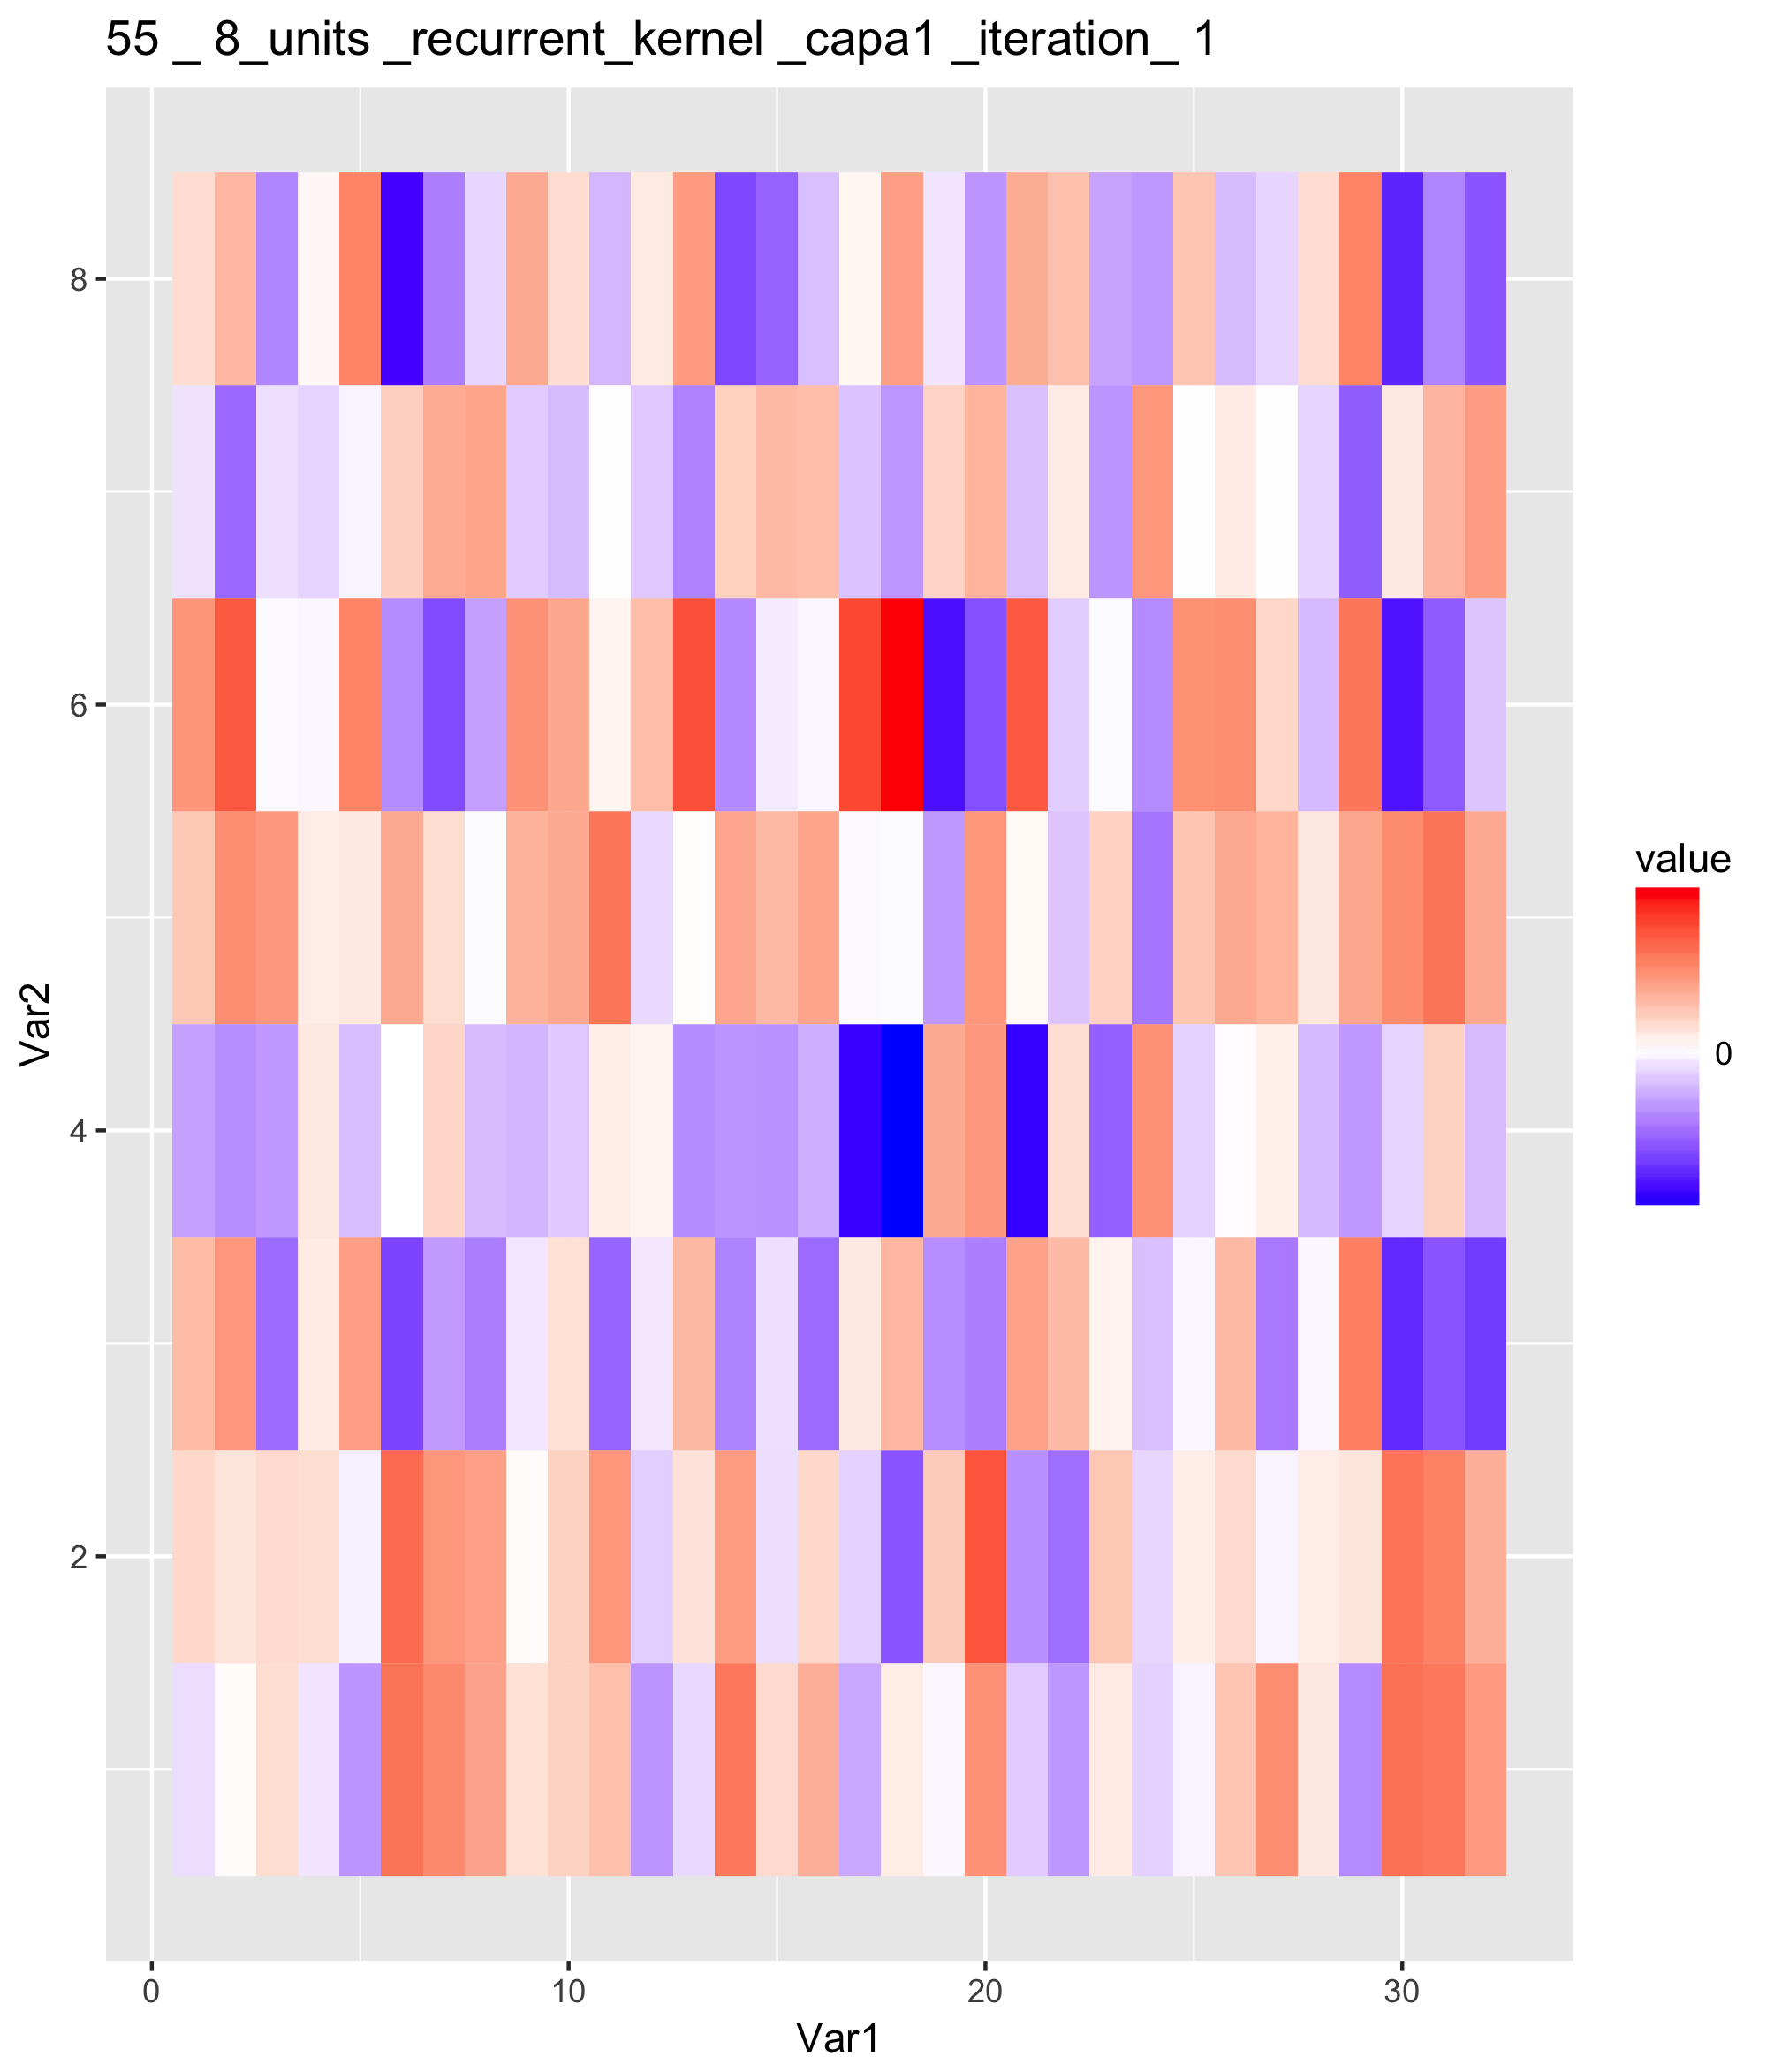 55 _ 8_units _recurrent_kernel _capa1 _iteration_ 1
8
6
4
2
Var2
0
10
20
30
Var1
value
0